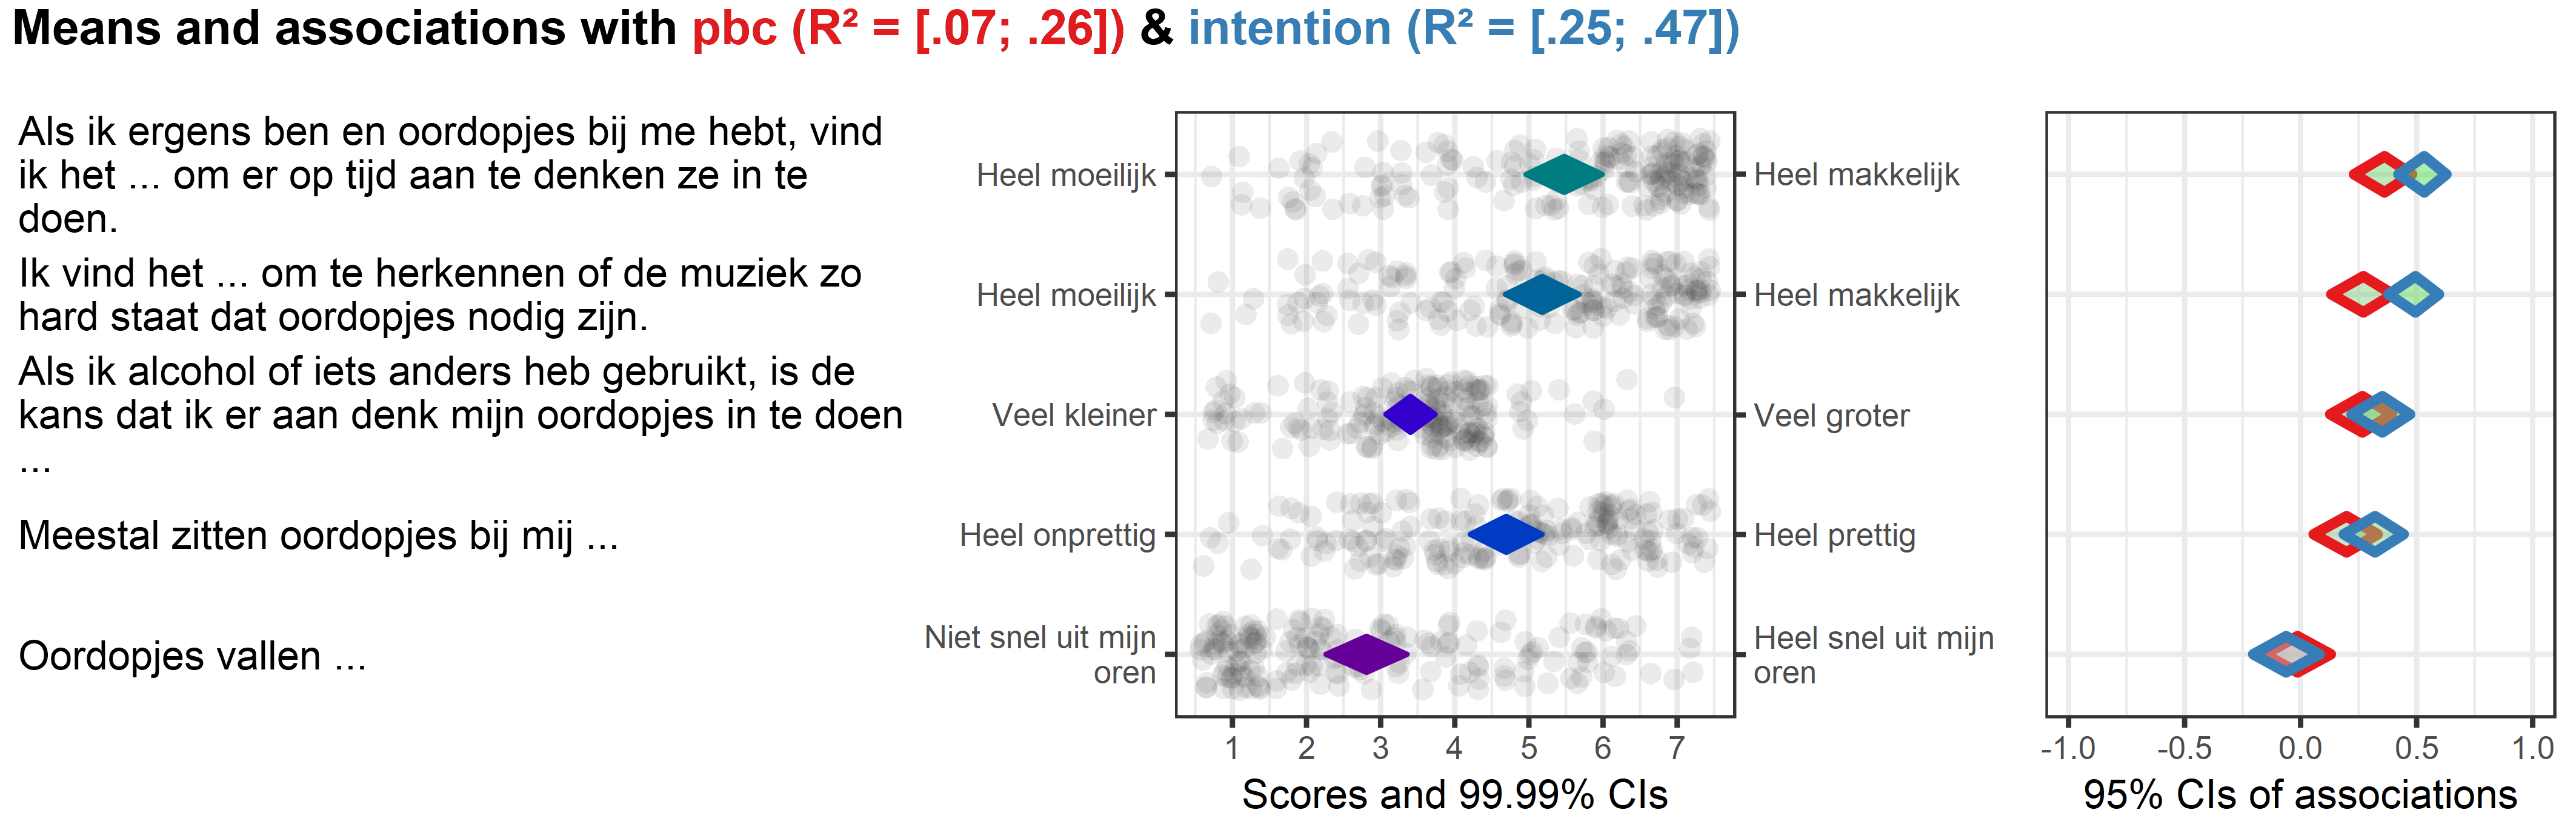 Means and associations with pbc (R² = [.07; .26]) & intention (R² = [.25; .47])
Als ik ergens ben en oordopjes bij me hebt, vind
ik het ... om er op tijd aan te denken ze in te
doen.
Heel moeilijk
Heel makkelijk
Ik vind het ... om te herkennen of de muziek zo
hard staat dat oordopjes nodig zijn.
Heel moeilijk
Heel makkelijk
Als ik alcohol of iets anders heb gebruikt, is de
kans dat ik er aan denk mijn oordopjes in te doen
...
Veel kleiner
Veel groter
Meestal zitten oordopjes bij mij ...
Heel onprettig
Heel prettig
Oordopjes vallen ...
Niet snel uit mijn
oren
Heel snel uit mijn
oren
1 2 3 4 5 6 7
Scores and 99.99% CIs
-1.0 -0.5 0.0 0.5 1.0
95% CIs of associations